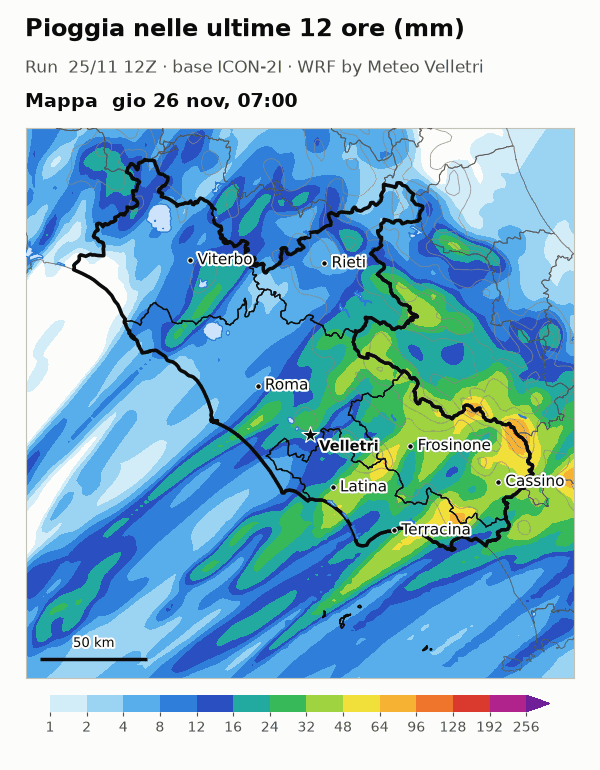 Pioggia nelle ultime 12 ore (mm)
Run  25/11 12Z · base ICON-2I · WRF by Meteo Velletri
Mappa  gio 26 nov, 07:00
Viterbo
Rieti
Roma
Velletri
Frosinone
Cassino
Latina
Terracina
50 km
1 2 4 8 12 16 24 32 48 64 96 128 192 256